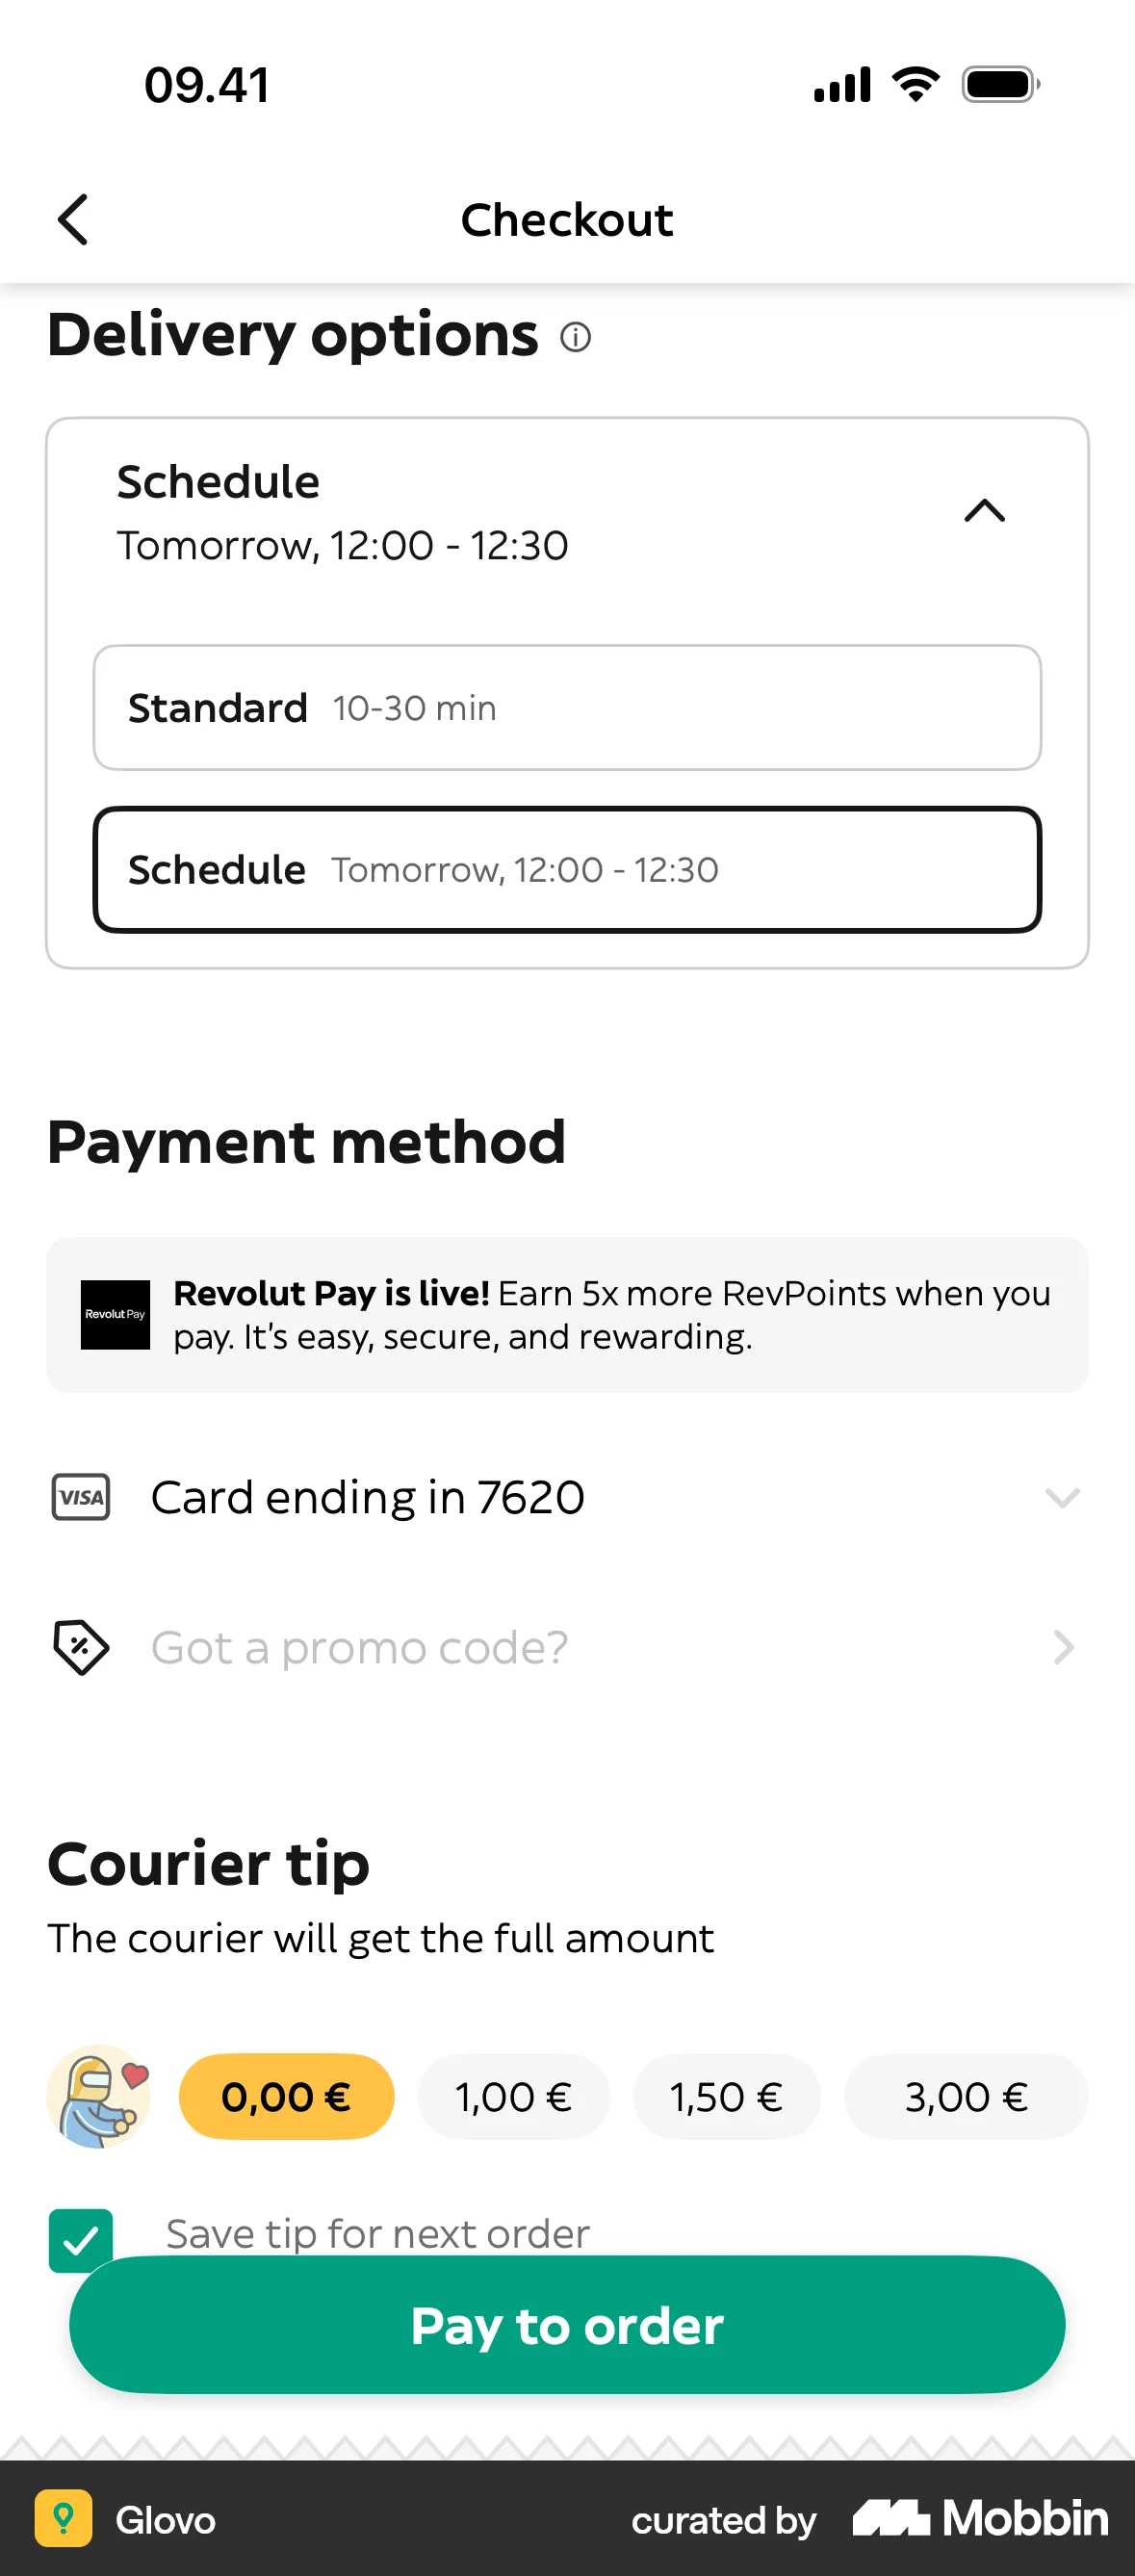 09.41
Checkout
Delivery options
Schedule
Tomorrow, 12:00 - 12:30
Standard 10-30 min
Schedule Tomorrow, 12:00 - 12:30
Payment method
Revolut Pay
Revolut Pay is live! Earn 5x more RevPoints when you
pay. It's easy, secure, and rewarding.
VISA Card ending in 7620
Got a promo code?
Courier tip
The courier will get the full amount
0,00 € 1,00 € 1,50 € 3,00 €
Save tip for next order
Pay to order
Glovo curated by Mobbin